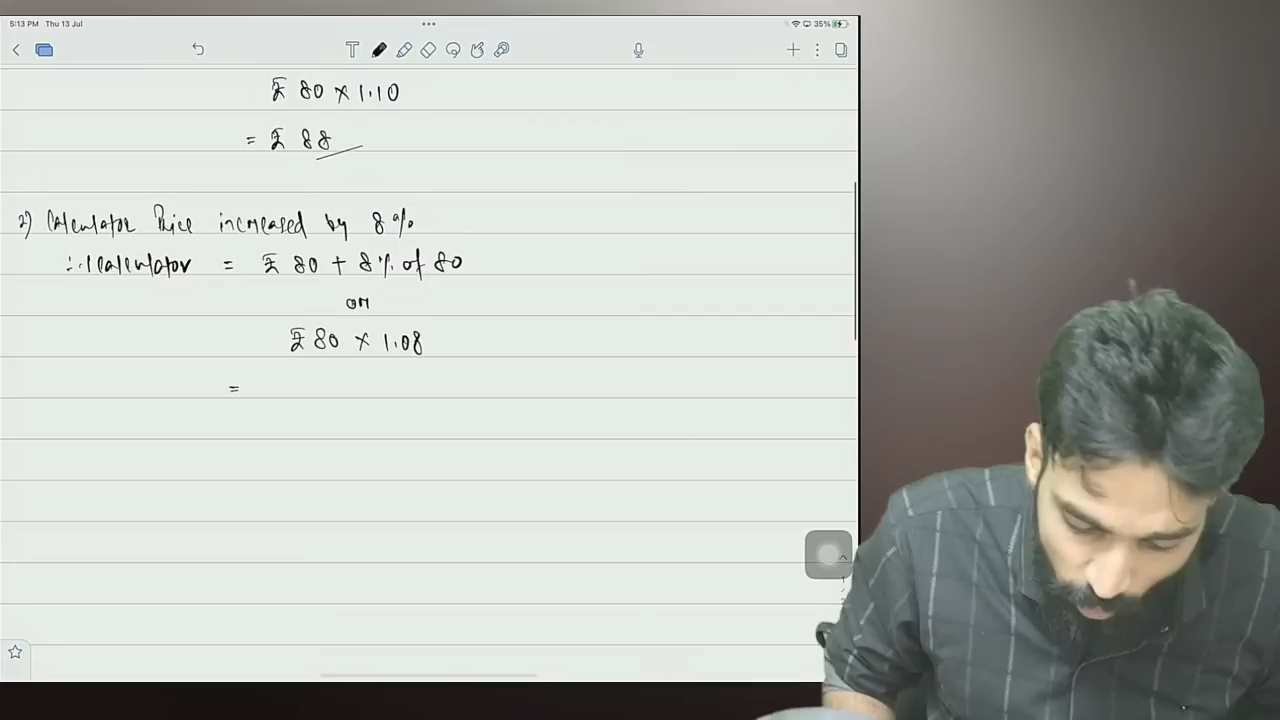 5:13 PM Thu 13 Jul
35%
T
₹ 80 × 1.10
= ₹ 88
2) Calculator Price increased by 8%
∴ Calculator = ₹ 80 + 8% of 80
or
₹ 80 × 1.08
=